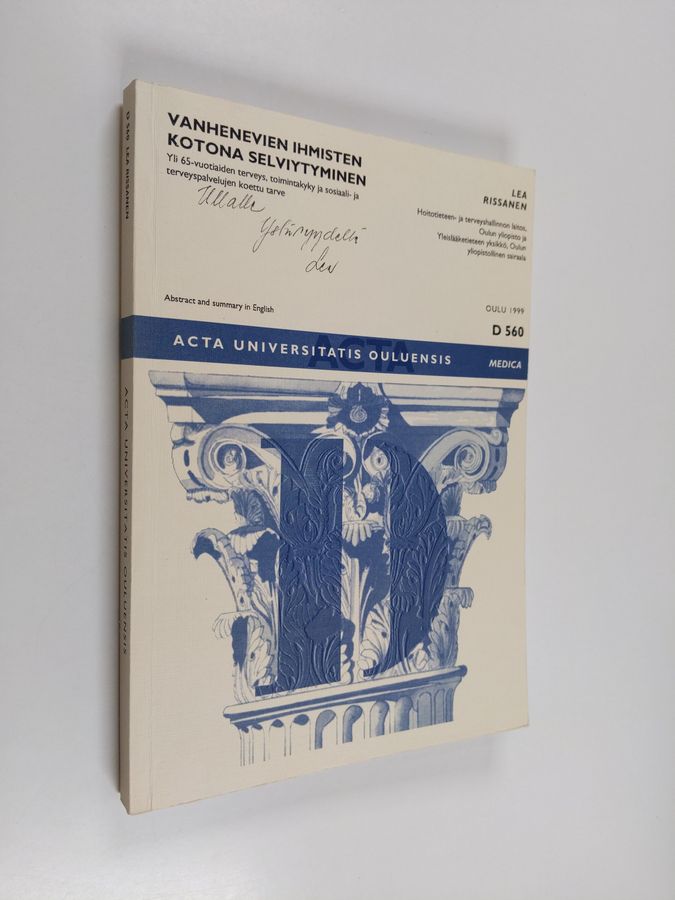 D 560 LEA RISSANEN
ACTA UNIVERSITATIS OULUENSIS
VANHENEVIEN IHMISTEN
KOTONA SELVIYTYMINEN
Yli 65-vuotiaiden terveys, toimintakyky ja sosiaali- ja
terveyspalvelujen koettu tarve
Ullalle
Ystävyydellä
Lea
LEA
RISSANEN
Hoitotieteen- ja terveyshallinnon laitos,
Oulun yliopisto ja
Yleislääketieteen yksikkö, Oulun
yliopistollinen sairaala
Abstract and summary in English
OULU 1999
D 560
ACTA
ACTA UNIVERSITATIS OULUENSIS
MEDICA
D